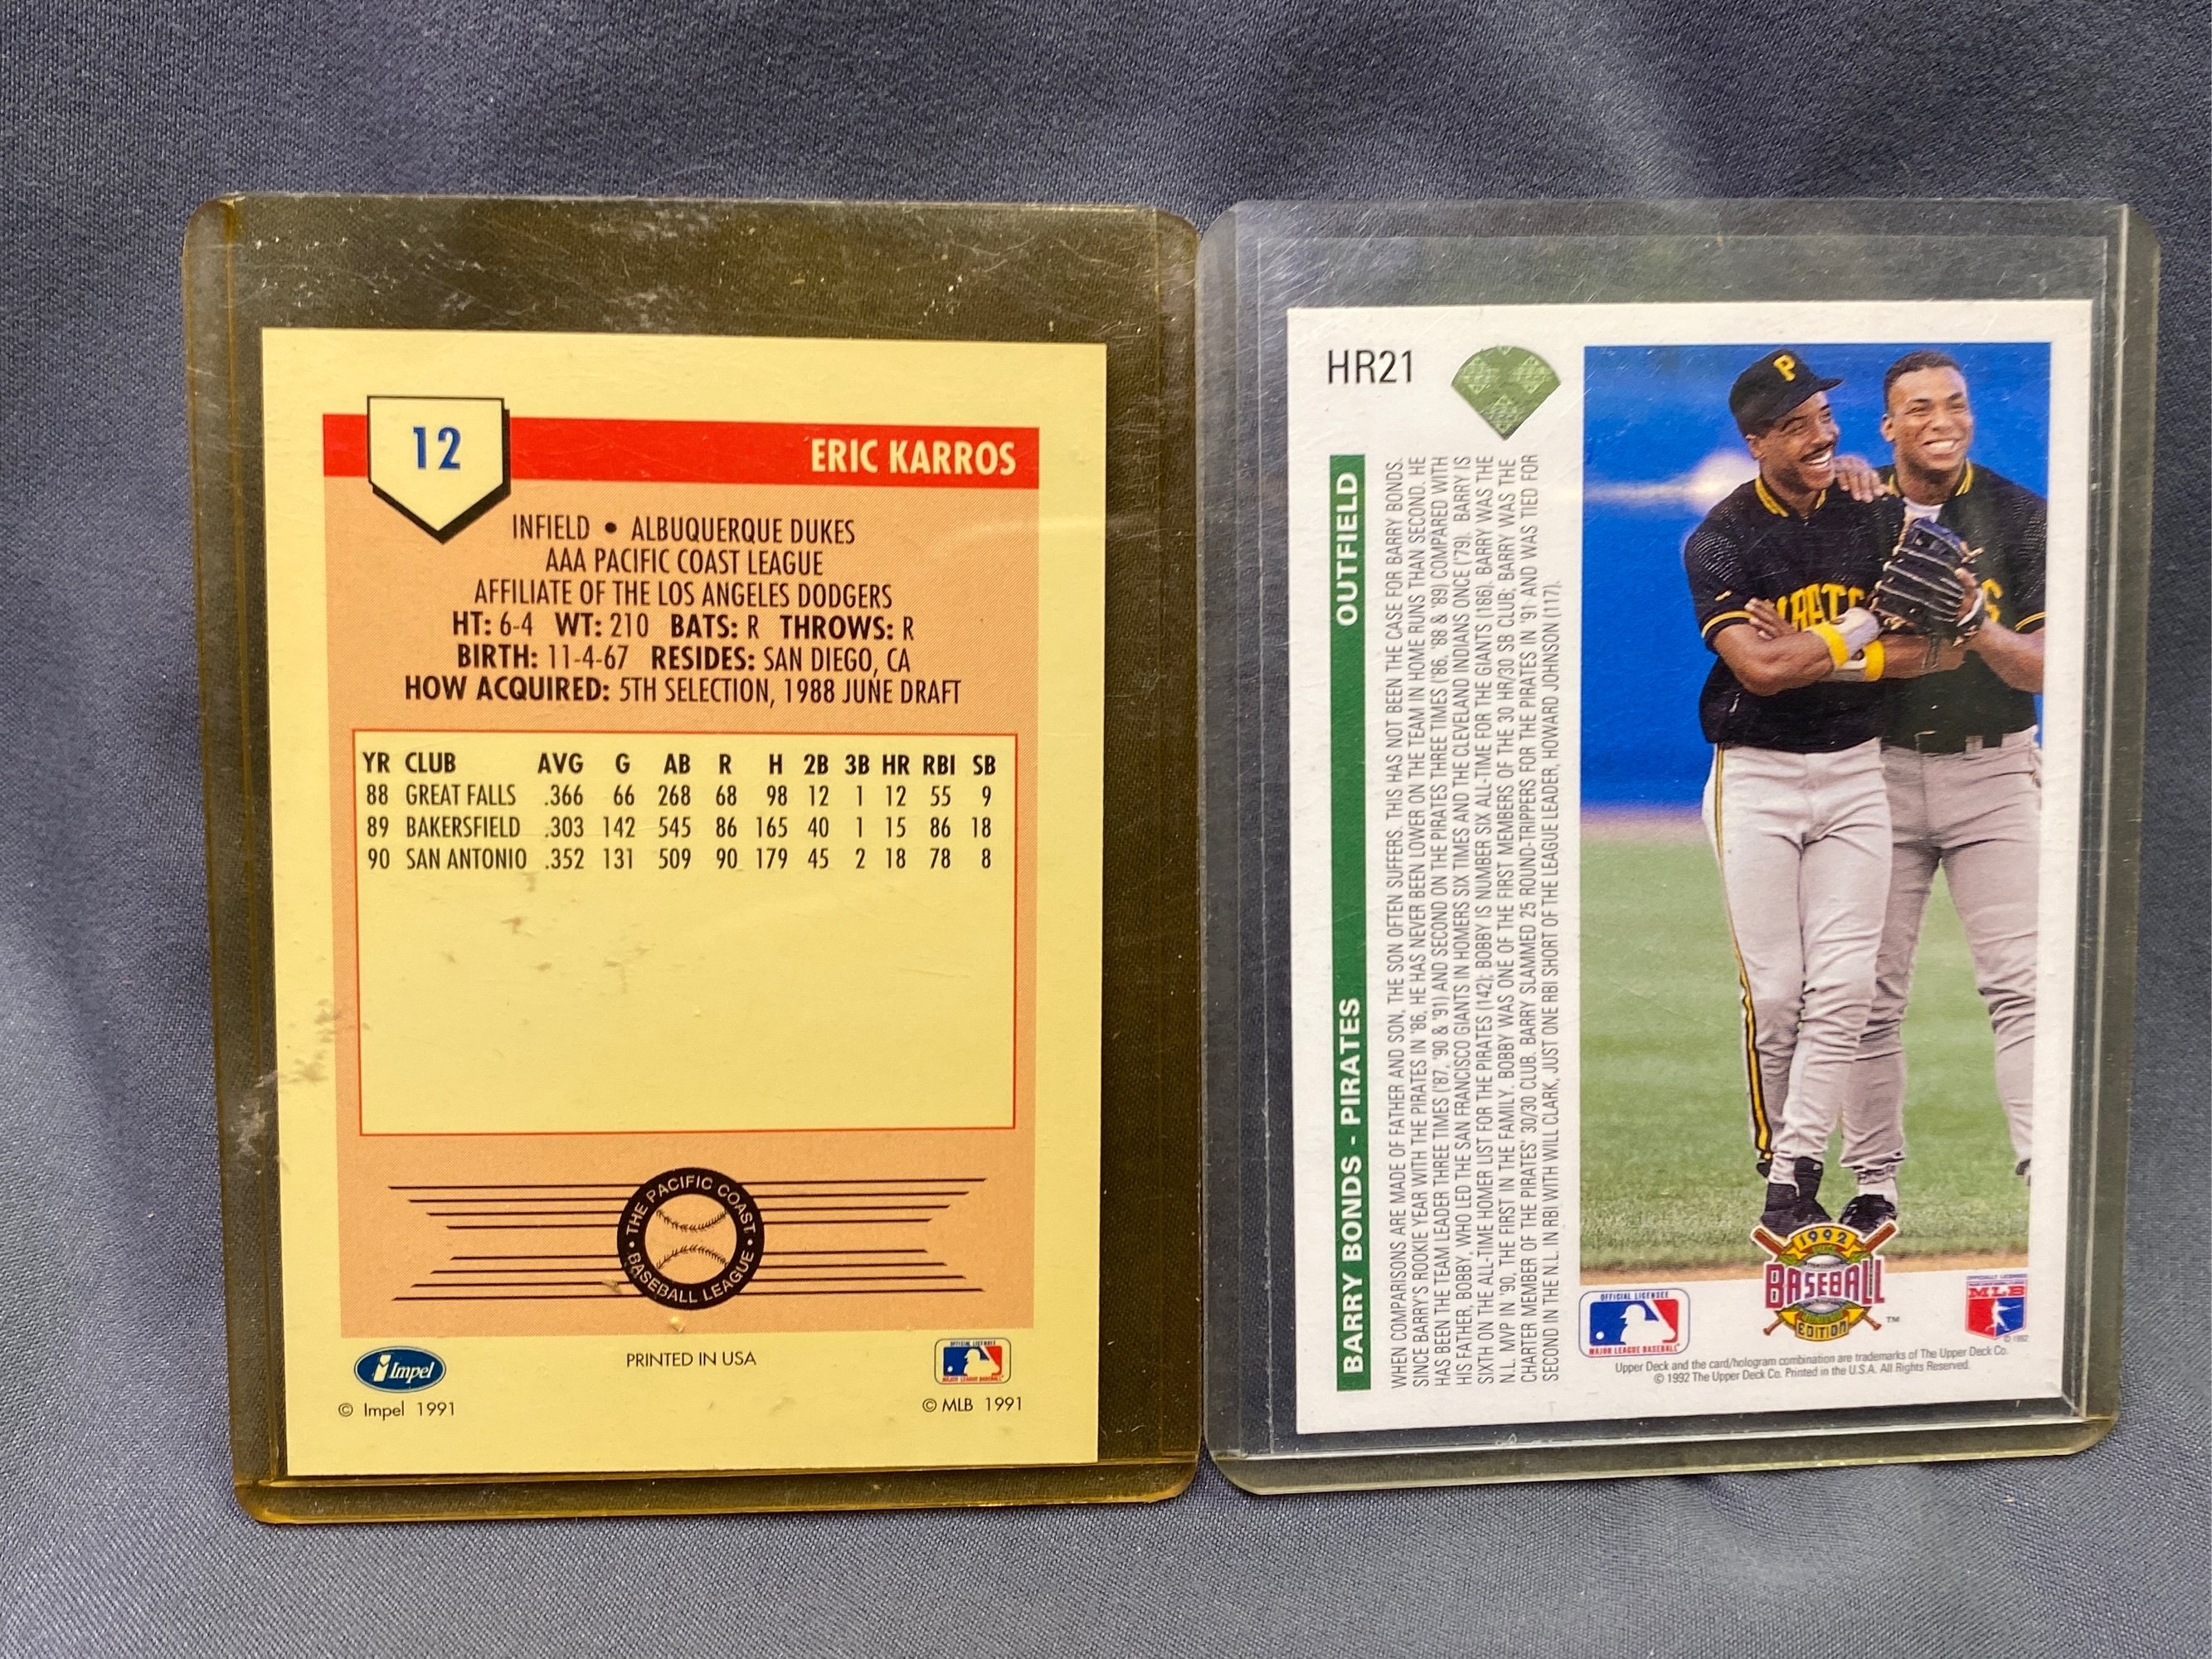 12
ERIC KARROS
INFIELD • ALBUQUERQUE DUKES
AAA PACIFIC COAST LEAGUE
AFFILIATE OF THE LOS ANGELES DODGERS
HT: 6-4 WT: 210 BATS: R THROWS: R
BIRTH: 11-4-67 RESIDES: SAN DIEGO, CA
HOW ACQUIRED: 5TH SELECTION, 1988 JUNE DRAFT
YR CLUB AVG G AB R H 2B 3B HR RBI SB
88 GREAT FALLS .366 66 268 68 98 12 1 12 55 9
89 BAKERSFIELD .303 142 545 86 165 40 1 15 86 18
90 SAN ANTONIO .352 131 509 90 179 45 2 18 78 8
• THE PACIFIC COAST •
BASEBALL LEAGUE
Impel
PRINTED IN USA
OFFICIAL LICENSEE
MAJOR LEAGUE BASEBALL
© Impel 1991
© MLB 1991
HR21
BARRY BONDS - PIRATES OUTFIELD
WHEN COMPARISONS ARE MADE OF FATHER AND SON, THE SON OFTEN SUFFERS. THIS HAS NOT BEEN THE CASE FOR BARRY BONDS.
SINCE BARRY'S ROOKIE YEAR WITH THE PIRATES IN '86, HE HAS NEVER BEEN LOWER ON THE TEAM IN HOME RUNS THAN SECOND. HE
HAS BEEN THE TEAM LEADER THREE TIMES ('87, '90 & '91) AND SECOND ON THE PIRATES THREE TIMES ('86, '88 & '89) COMPARED WITH
HIS FATHER, BOBBY, WHO LED THE SAN FRANCISCO GIANTS IN HOMERS SIX TIMES AND THE CLEVELAND INDIANS ONCE ('79). BARRY IS
SIXTH ON THE ALL-TIME HOMER LIST FOR THE PIRATES (142); BOBBY IS NUMBER SIX ALL-TIME FOR THE GIANTS (186). BARRY WAS THE
N.L. MVP IN '90, THE FIRST IN THE FAMILY. BOBBY WAS ONE OF THE FIRST MEMBERS OF THE 30 HR/30 SB CLUB; BARRY WAS THE
CHARTER MEMBER OF THE PIRATES' 30/30 CLUB. BARRY SLAMMED 25 ROUND-TRIPPERS FOR THE PIRATES IN '91 AND WAS TIED FOR
SECOND IN THE N.L. IN RBI WITH WILL CLARK, JUST ONE RBI SHORT OF THE LEAGUE LEADER, HOWARD JOHNSON (117).
P
1992
BASEBALL
EDITION
™
OFFICIAL LICENSEE
MAJOR LEAGUE BASEBALL
MLB
© 1992
Upper Deck and the card/hologram combination are trademarks of The Upper Deck Co.
© 1992 The Upper Deck Co. Printed in the U.S.A. All Rights Reserved.